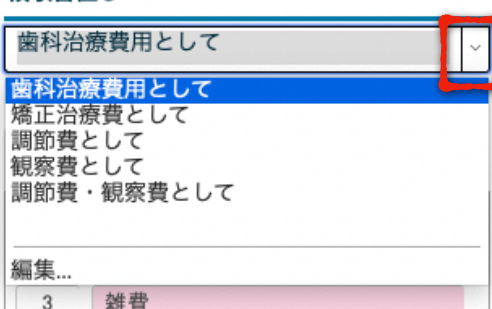 歯科治療費用として
歯科治療費用として
矯正治療費として
調節費として
観察費として
調節費・観察費として
編集...
3 雑費